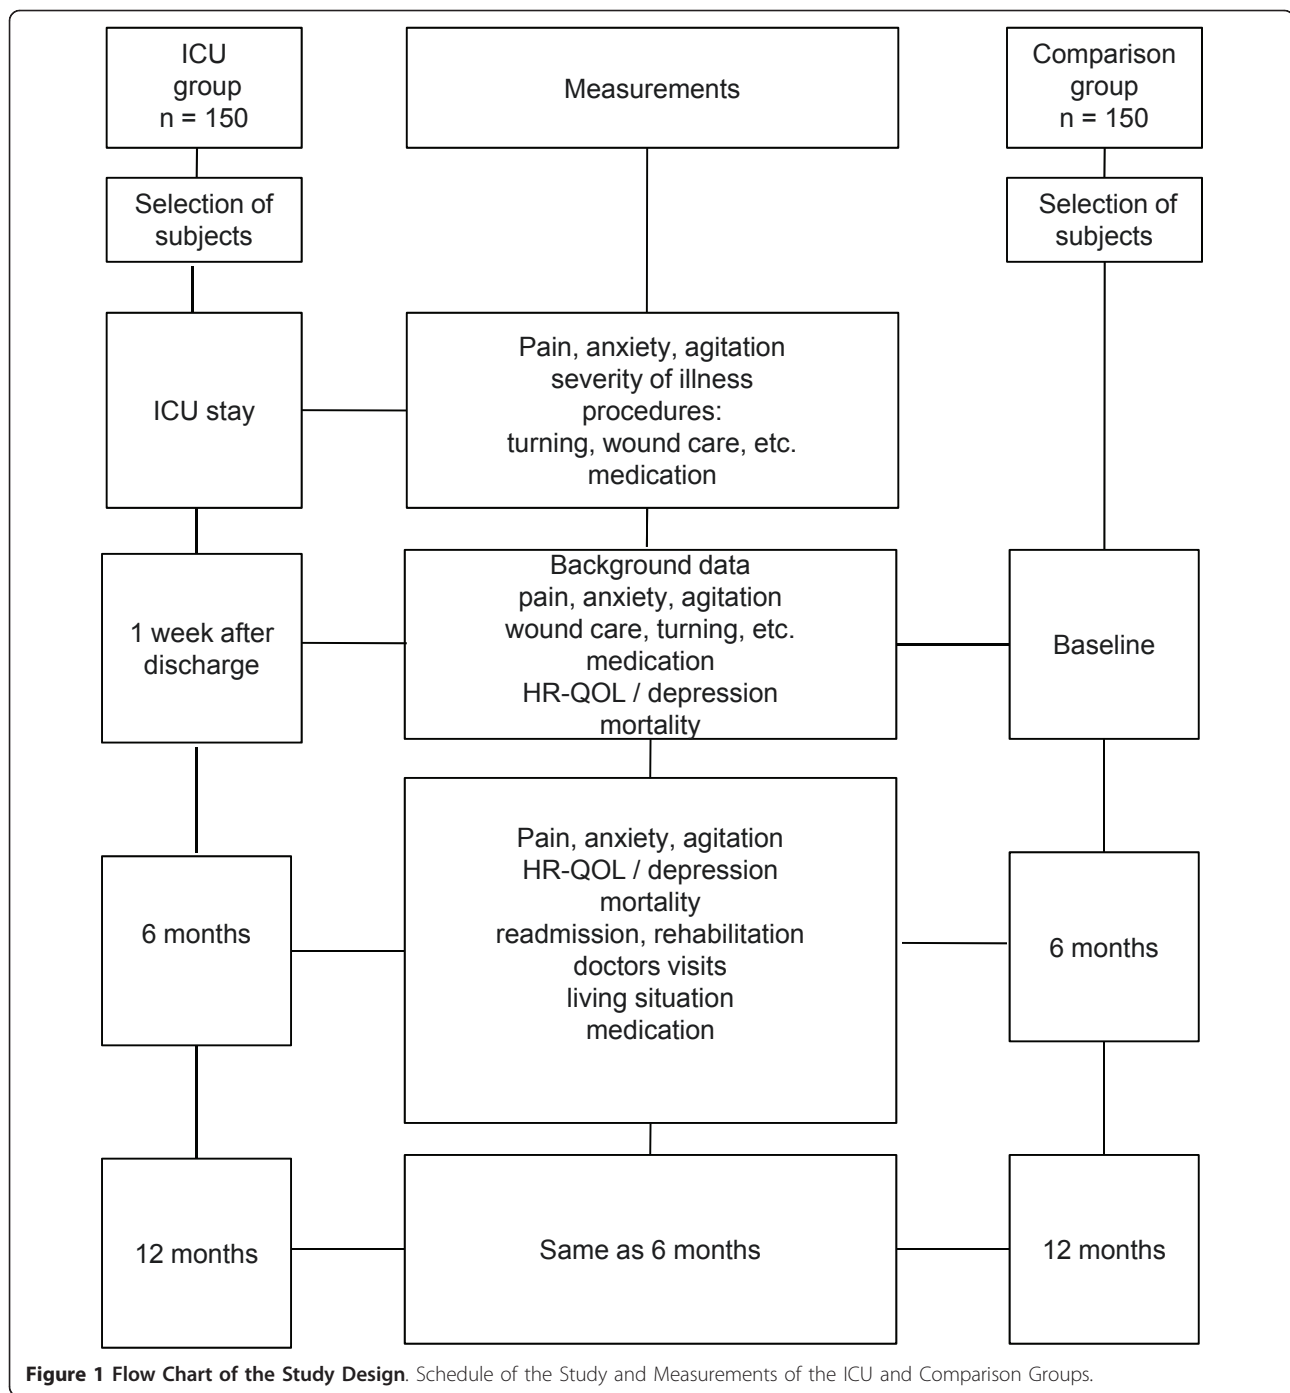 ICU
group
n = 150
Measurements
Comparison
group
n = 150
Selection of
subjects
Selection of
subjects
ICU stay
Pain, anxiety, agitation
severity of illness
procedures:
turning, wound care, etc.
medication
1 week after
discharge
Background data
pain, anxiety, agitation
wound care, turning, etc.
medication
HR-QOL / depression
mortality
Baseline
6 months
Pain, anxiety, agitation
HR-QOL / depression
mortality
readmission, rehabilitation
doctors visits
living situation
medication
6 months
12 months
Same as 6 months
12 months
Figure 1 Flow Chart of the Study Design. Schedule of the Study and Measurements of the ICU and Comparison Groups.